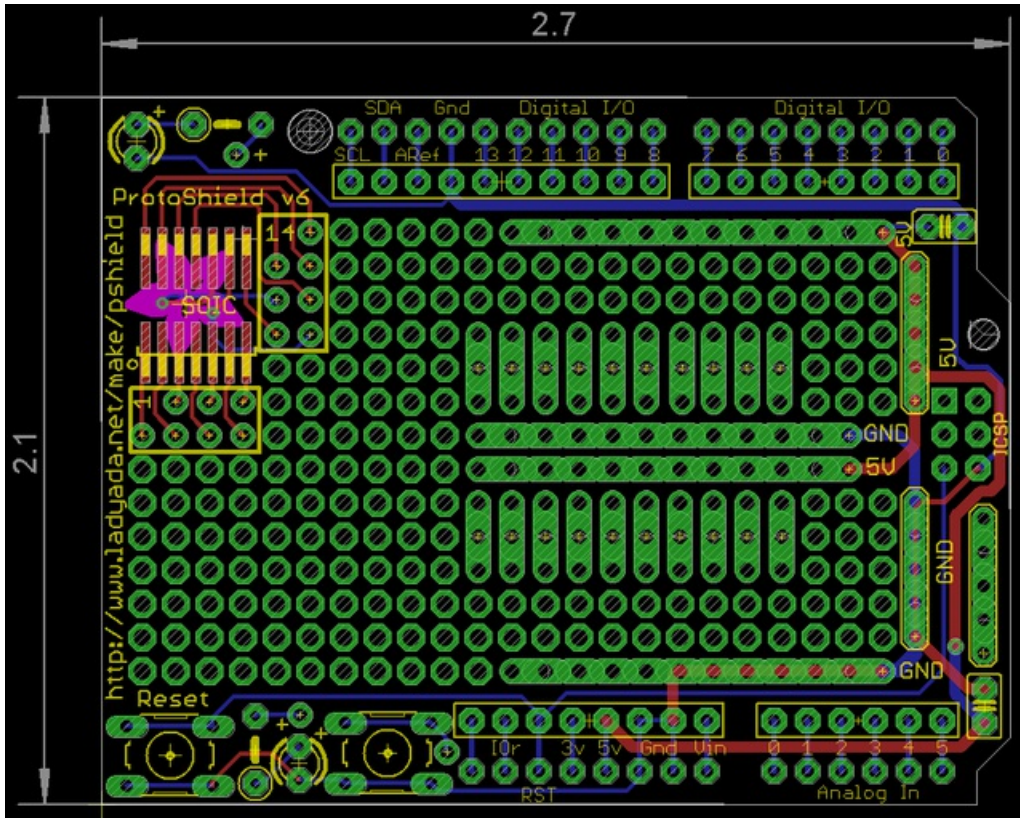 2.7
2.1
SDA Gnd Digital I/O Digital I/O
SCL ARef 13 12 11 10 9 8 7 6 5 4 3 2 1 0
ProtoShield v6
14
5V
http://www.ladyada.net/make/pshield
SOIC
5V
1
GND
ICSP
5V
GND
GND
Reset
IOr 3v 5v Gnd Vin 0 1 2 3 4 5
RST
Analog In